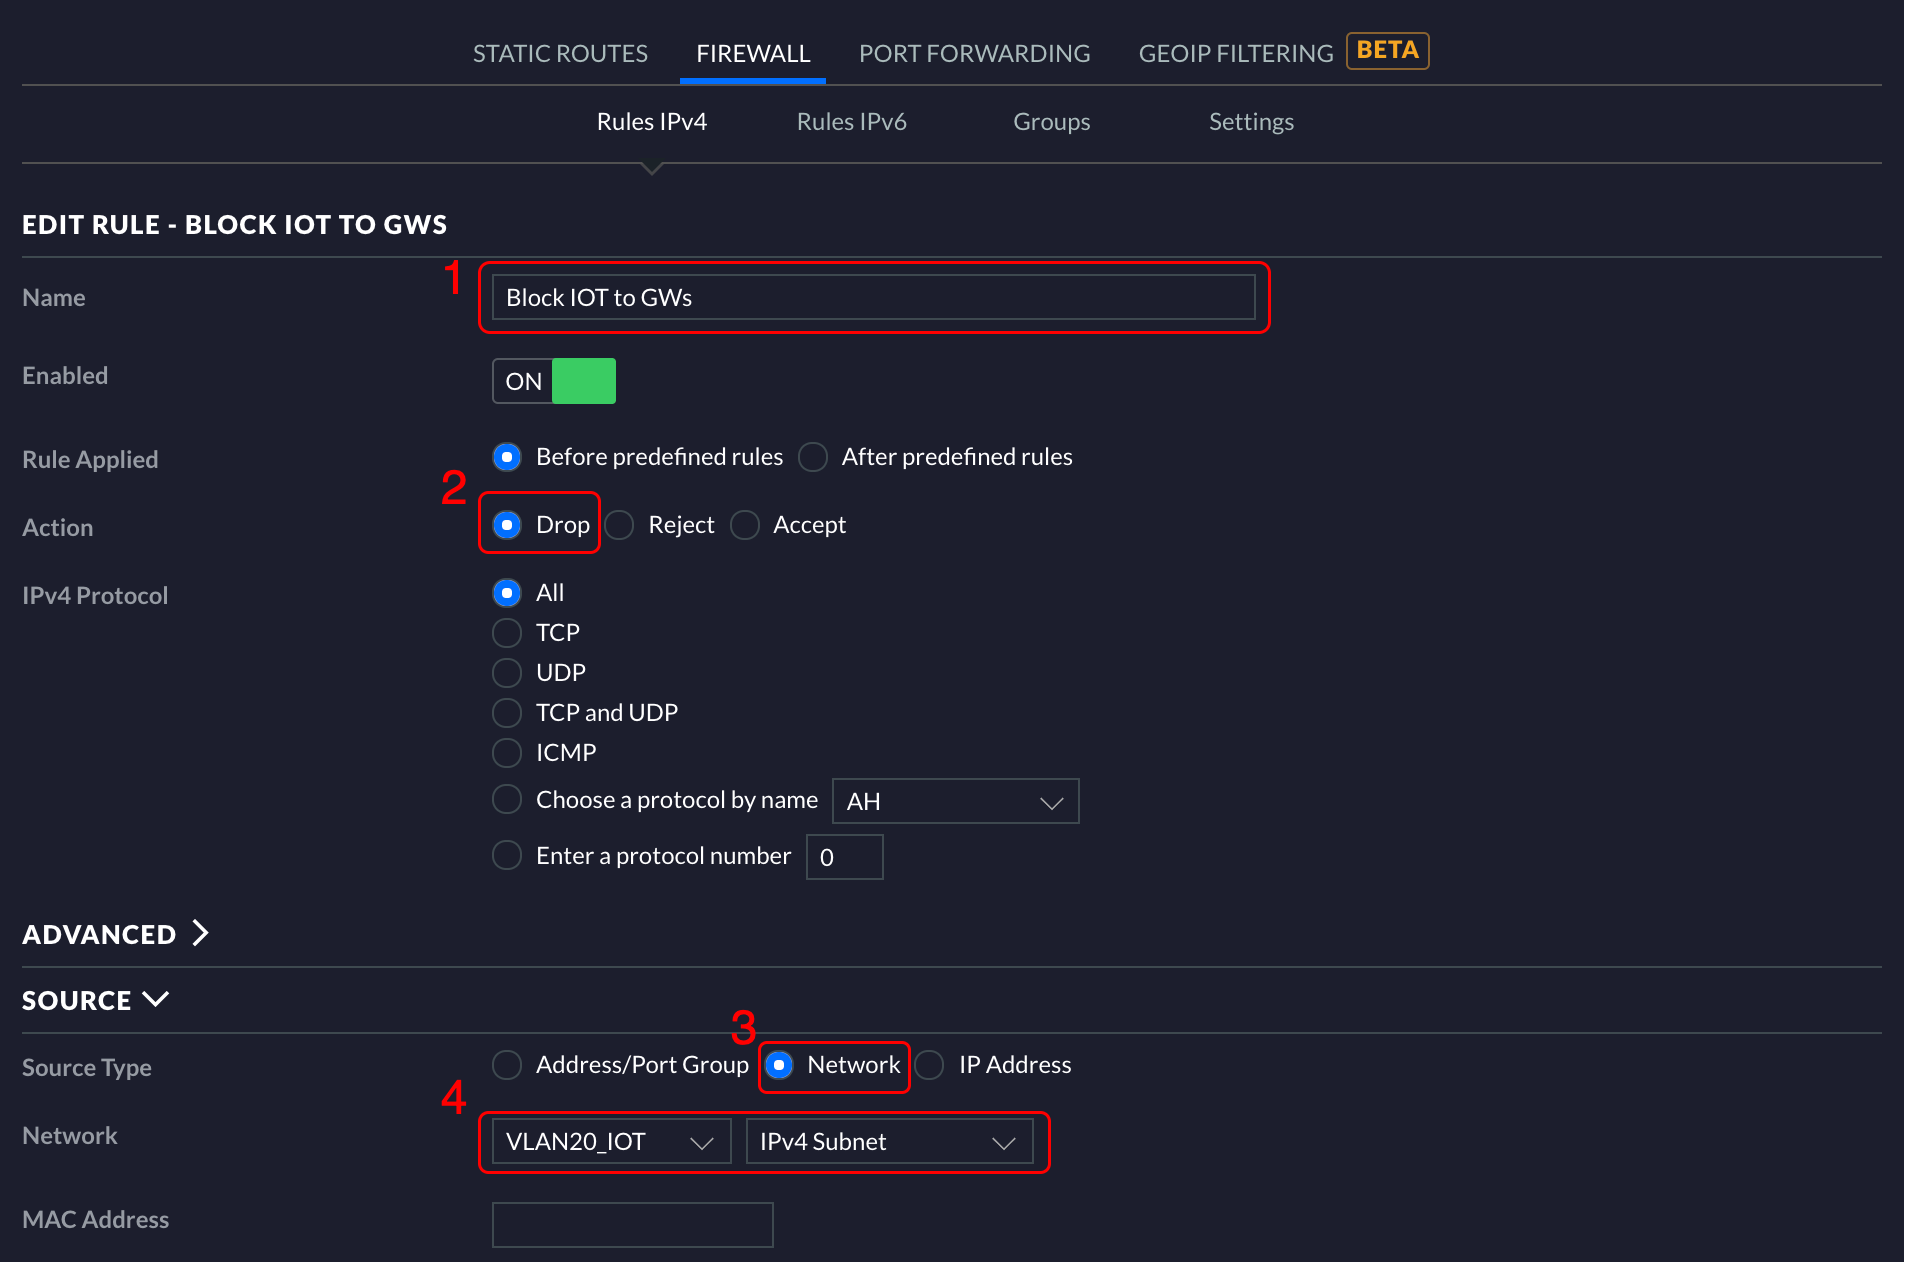 STATIC ROUTES FIREWALL PORT FORWARDING GEOIP FILTERING BETA
Rules IPv4 Rules IPv6 Groups Settings
EDIT RULE - BLOCK IOT TO GWS
1
Name Block IOT to GWs
Enabled ON
Rule Applied Before predefined rules After predefined rules
2
Action Drop Reject Accept
IPv4 Protocol All
TCP
UDP
TCP and UDP
ICMP
Choose a protocol by name AH
Enter a protocol number 0
ADVANCED
SOURCE
3
Source Type Address/Port Group Network IP Address
4
Network VLAN20_IOT IPv4 Subnet
MAC Address